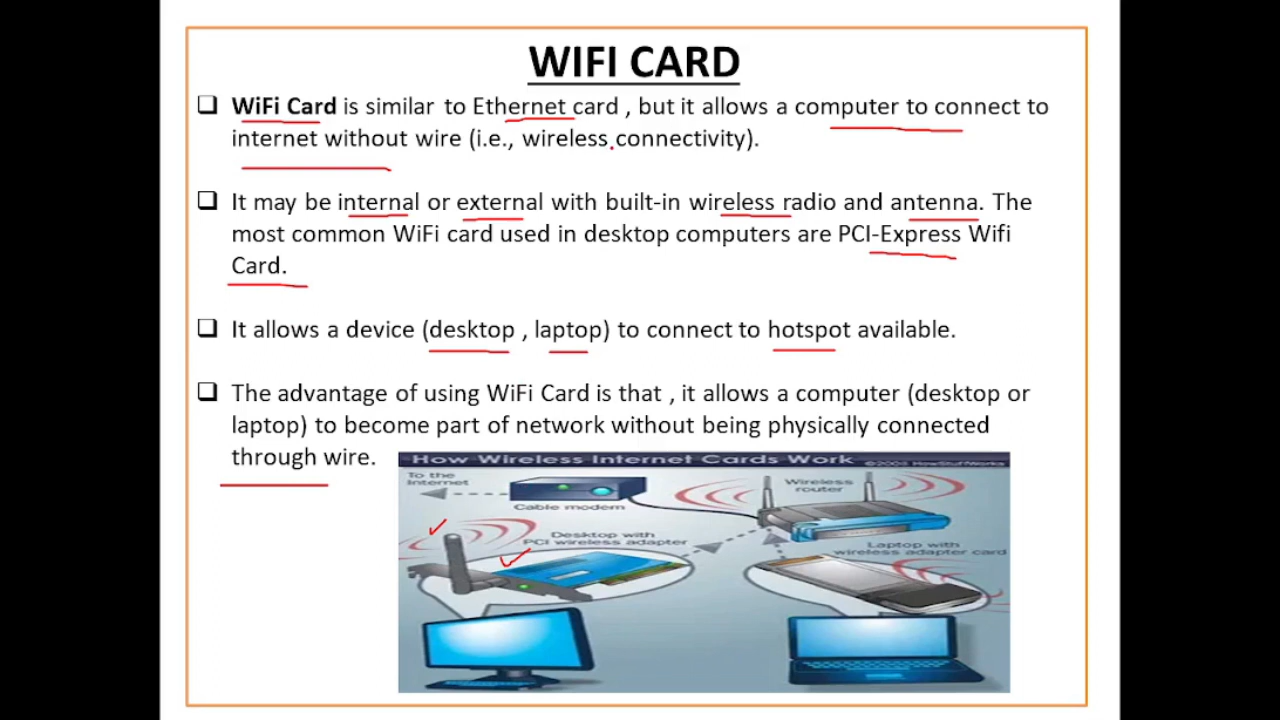 WIFI CARD
❑ WiFi Card is similar to Ethernet card , but it allows a computer to connect to
internet without wire (i.e., wireless connectivity).
❑ It may be internal or external with built-in wireless radio and antenna. The
most common WiFi card used in desktop computers are PCI-Express Wifi
Card.
❑ It allows a device (desktop , laptop) to connect to hotspot available.
❑ The advantage of using WiFi Card is that , it allows a computer (desktop or
laptop) to become part of network without being physically connected
through wire.
How Wireless Internet Cards Work ©2008 HowStuffWorks
To the
Internet
Cable modem
Wireless
router
Desktop with
PCI wireless adapter
Laptop with
wireless adapter card